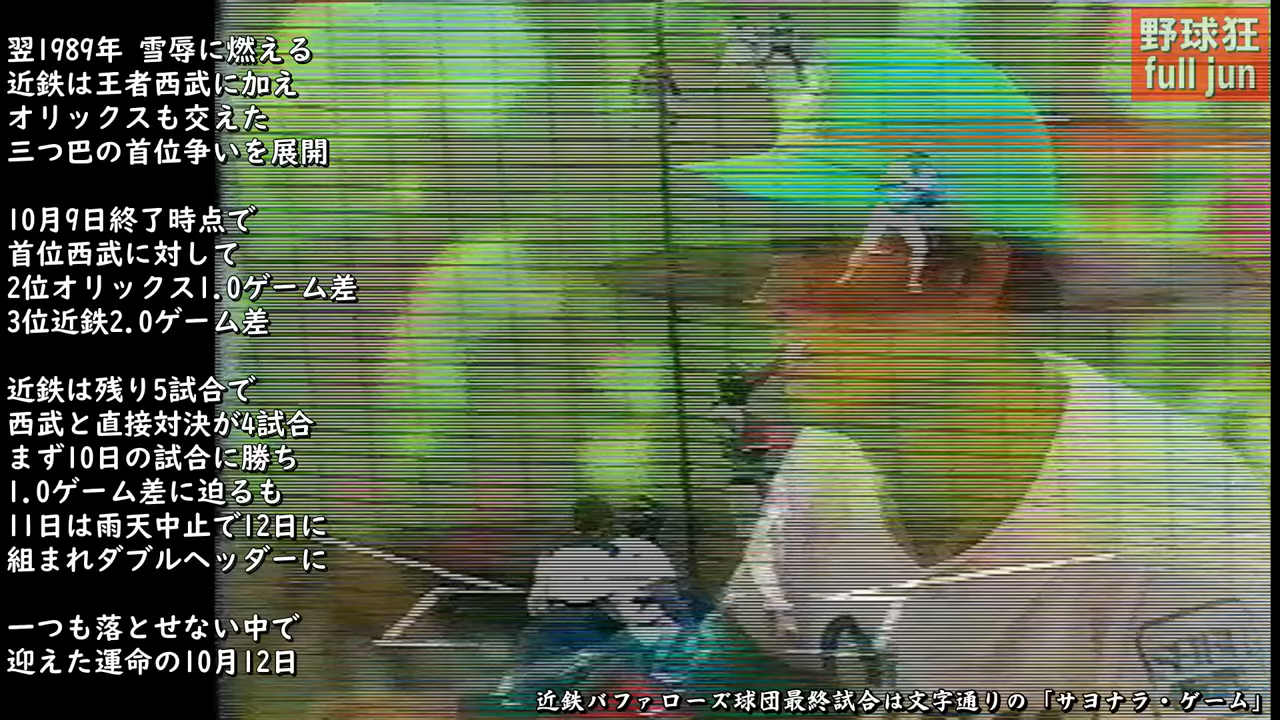 翌1989年 雪辱に燃える
近鉄は王者西武に加え
オリックスも交えた
三つ巴の首位争いを展開
10月9日終了時点で
首位西武に対して
2位オリックス1.0ゲーム差
3位近鉄2.0ゲーム差
近鉄は残り5試合で
西武と直接対決が4試合
まず10日の試合に勝ち
1.0ゲーム差に迫るも
11日は雨天中止で12日に
組まれダブルヘッダーに
一つも落とせない中で
迎えた運命の10月12日
野球狂
full jun
近鉄バファローズ球団最終試合は文字通りの「サヨナラ・ゲーム」